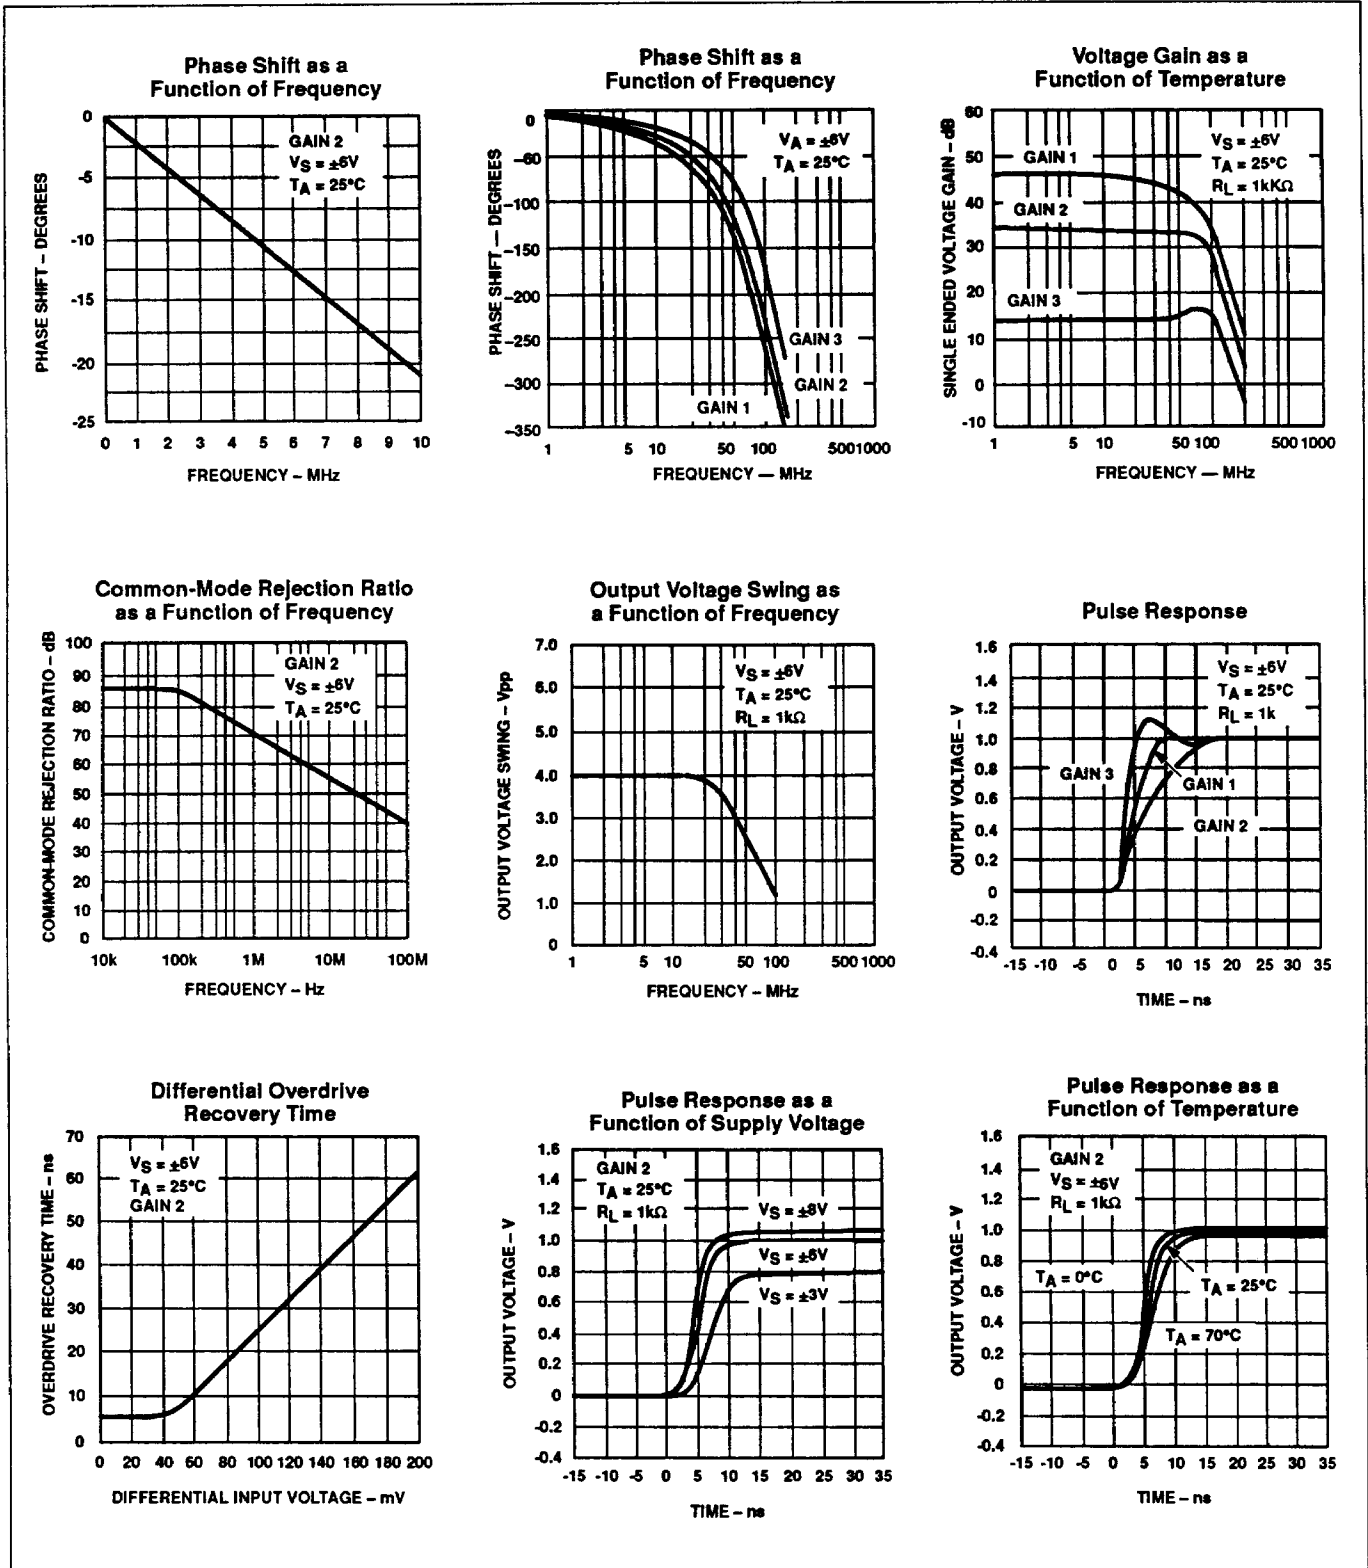 Phase Shift as a
Function of Frequency
GAIN 2
VS = ±6V
TA = 25°C
PHASE SHIFT – DEGREES
0
-5
-10
-15
-20
-25
0 1 2 3 4 5 6 7 8 9 10
FREQUENCY – MHz
Phase Shift as a
Function of Frequency
VA = ±6V
TA = 25°C
PHASE SHIFT — DEGREES
0
–60
–100
–150
–200
–250
–300
–350
GAIN 3
GAIN 2
GAIN 1
1 5 10 50 100 500 1000
FREQUENCY — MHz
Voltage Gain as a
Function of Temperature
VS = ±6V
TA = 25°C
RL = 1kKΩ
SINGLE ENDED VOLTAGE GAIN – dB
60
50
40
30
20
10
0
-10
GAIN 1
GAIN 2
GAIN 3
1 5 10 50 100 500 1000
FREQUENCY — MHz
Common-Mode Rejection Ratio
as a Function of Frequency
GAIN 2
VS = ±6V
TA = 25°C
COMMON-MODE REJECTION RATIO – dB
100
90
80
70
60
50
40
30
20
10
0
10k 100k 1M 10M 100M
FREQUENCY – Hz
Output Voltage Swing as
a Function of Frequency
VS = ±6V
TA = 25°C
RL = 1kΩ
OUTPUT VOLTAGE SWING – Vpp
7.0
6.0
5.0
4.0
3.0
2.0
1.0
0
1 5 10 50 100 500 1000
FREQUENCY – MHz
Pulse Response
VS = ±6V
TA = 25°C
RL = 1k
OUTPUT VOLTAGE – V
1.6
1.4
1.2
1.0
0.8
0.6
0.4
0.2
0
-0.2
-0.4
GAIN 3
GAIN 1
GAIN 2
-15 -10 -5 0 5 10 15 20 25 30 35
TIME – ns
Differential Overdrive
Recovery Time
VS = ±6V
TA = 25°C
GAIN 2
OVERDRIVE RECOVERY TIME – ns
70
60
50
40
30
20
10
0
0 20 40 60 80 100 120 140 160 180 200
DIFFERENTIAL INPUT VOLTAGE – mV
Pulse Response as a
Function of Supply Voltage
GAIN 2
TA = 25°C
RL = 1kΩ
OUTPUT VOLTAGE – V
1.6
1.4
1.2
1.0
0.8
0.6
0.4
0.2
0
-0.2
-0.4
VS = ±8V
VS = ±6V
VS = ±3V
-15 -10 -5 0 5 10 15 20 25 30 35
TIME – ns
Pulse Response as a
Function of Temperature
GAIN 2
VS = ±6V
RL = 1kΩ
OUTPUT VOLTAGE – V
1.6
1.4
1.2
1.0
0.8
0.6
0.4
0.2
0
-0.2
-0.4
TA = 0°C
TA = 25°C
TA = 70°C
-15 -10 -5 0 5 10 15 20 25 30 35
TIME – ns